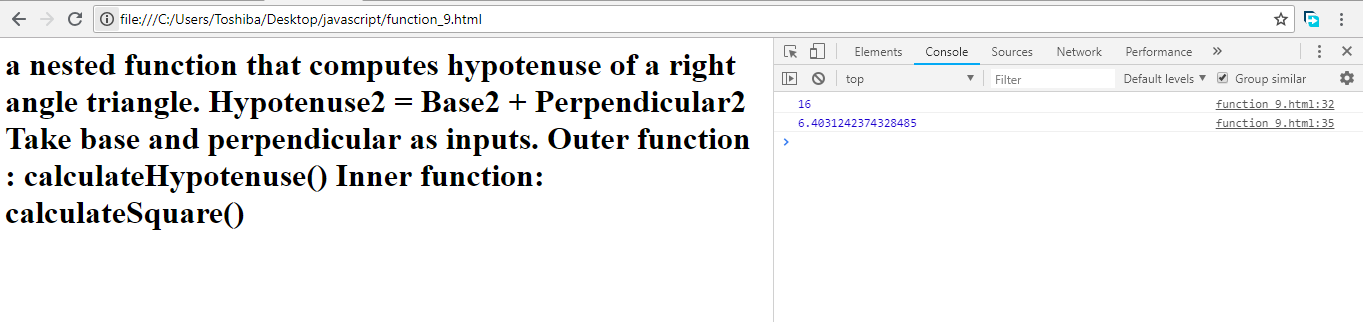 file:///C:/Users/Toshiba/Desktop/javascript/function_9.html
a nested function that computes hypotenuse of a right
angle triangle. Hypotenuse2 = Base2 + Perpendicular2
Take base and perpendicular as inputs. Outer function
: calculateHypotenuse() Inner function:
calculateSquare()
Elements Console Sources Network Performance »
top Filter Default levels Group similar
16 function 9.html:32
6.4031242374328485 function 9.html:35